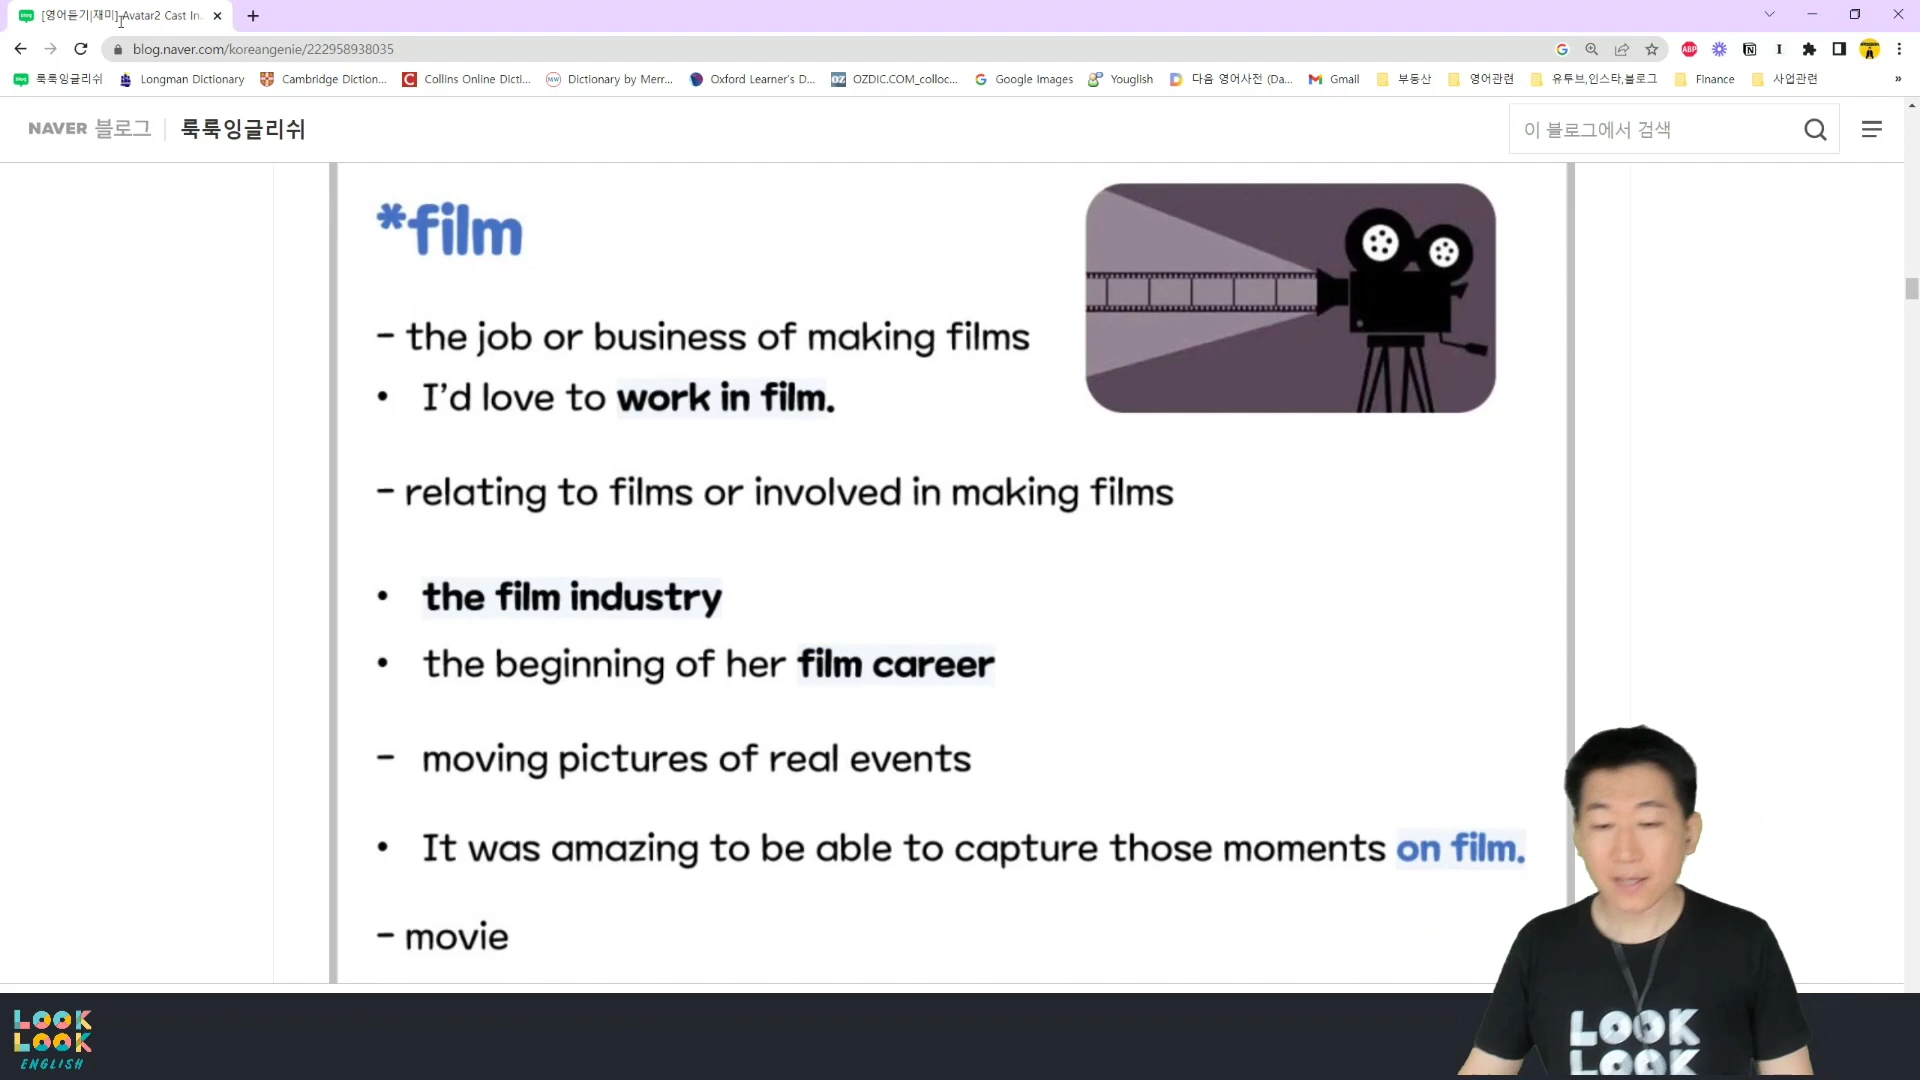 [영어듣기|재미] Avatar2 Cast In
blog.naver.com/koreangenie/222958938035
룩룩잉글리쉬 Longman Dictionary Cambridge Diction... Collins Online Dicti... Dictionary by Merr... Oxford Learner's D... OZDIC.COM_colloc... Google Images Youglish 다음 영어사전 (Da... Gmail 부동산 영어관련 유투브,인스타,블로그 Finance 사업관련 »
NAVER 블로그 룩룩잉글리쉬 이 블로그에서 검색
*film
- the job or business of making films
• I'd love to work in film.
- relating to films or involved in making films
• the film industry
• the beginning of her film career
- moving pictures of real events
• It was amazing to be able to capture those moments on film.
- movie
LOOK
LOOK
ENGLISH
LOOK
LOOK